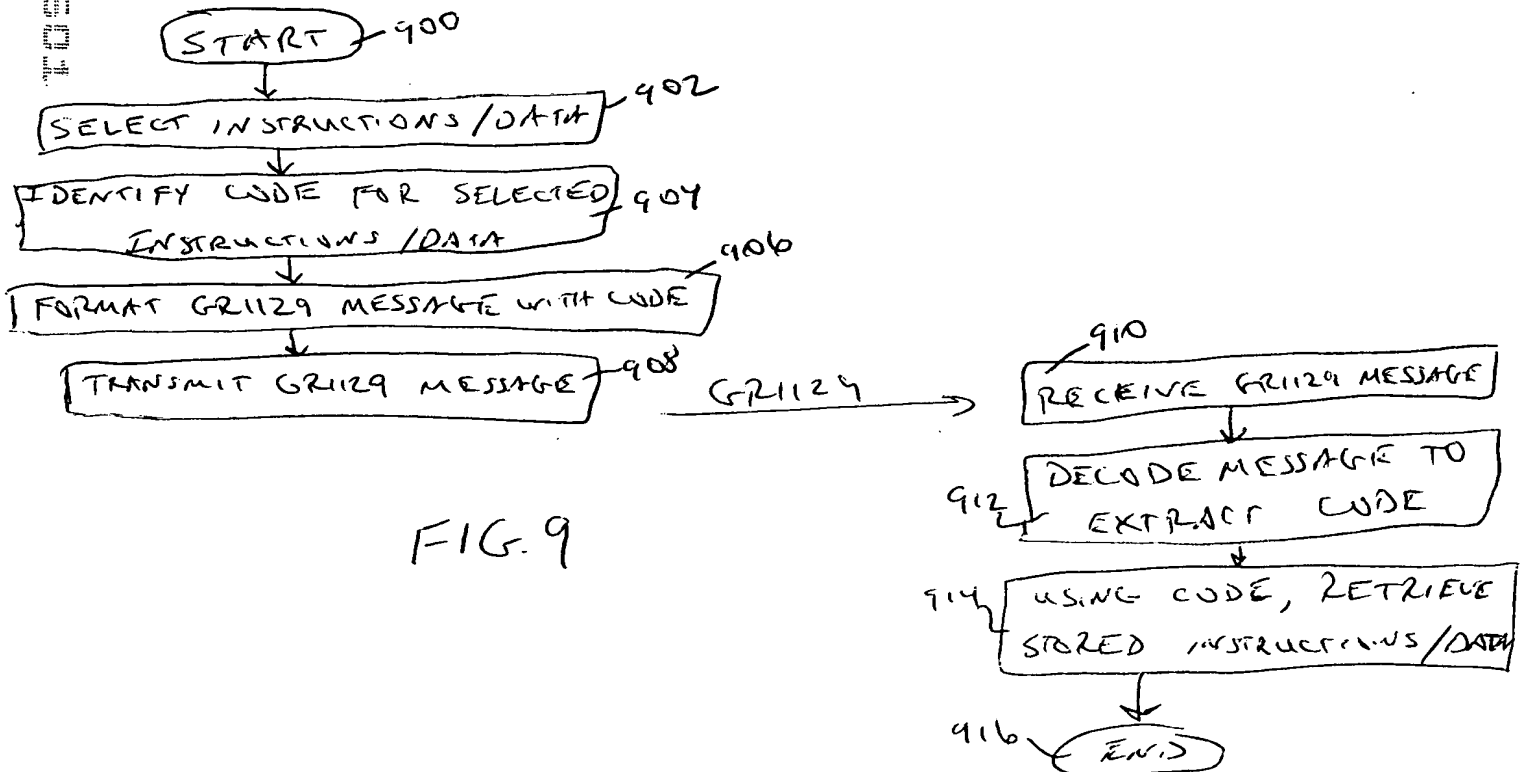 START 900
SELECT INSTRUCTIONS/DATA 902
IDENTIFY CODE FOR SELECTED 904
INSTRUCTIONS/DATA
906
FORMAT GR1129 MESSAGE WITH CODE
TRANSMIT GR1129 MESSAGE 908
GR1129
910
RECEIVE GR1129 MESSAGE
DECODE MESSAGE TO
912 EXTRACT CODE
914 USING CODE, RETRIEVE
STORED INSTRUCTIONS/DATA
916 END
FIG. 9